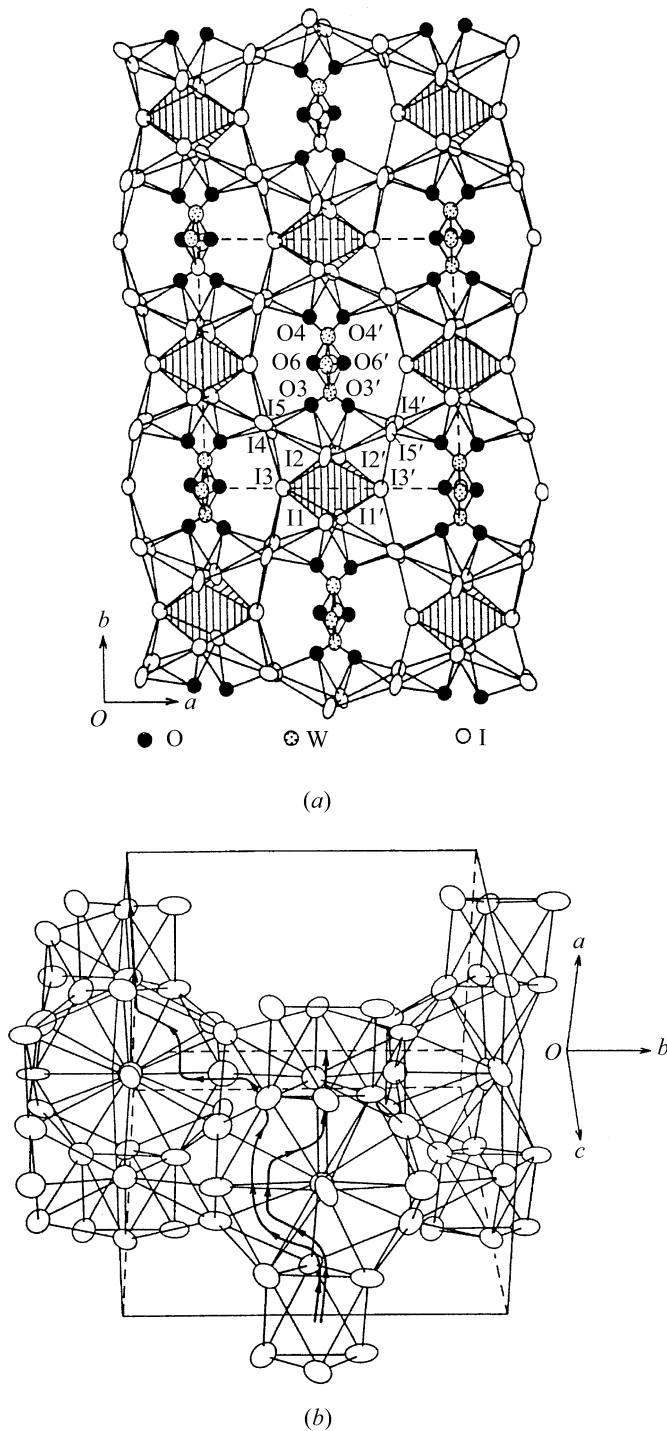 O4 O4′
O6 O6′
O3 O3′
I5 I4′
I4 I5′
I2 I2′
I3 I3′
I1 I1′
b
O a
O W I
(a)
a
O b
c
(b)